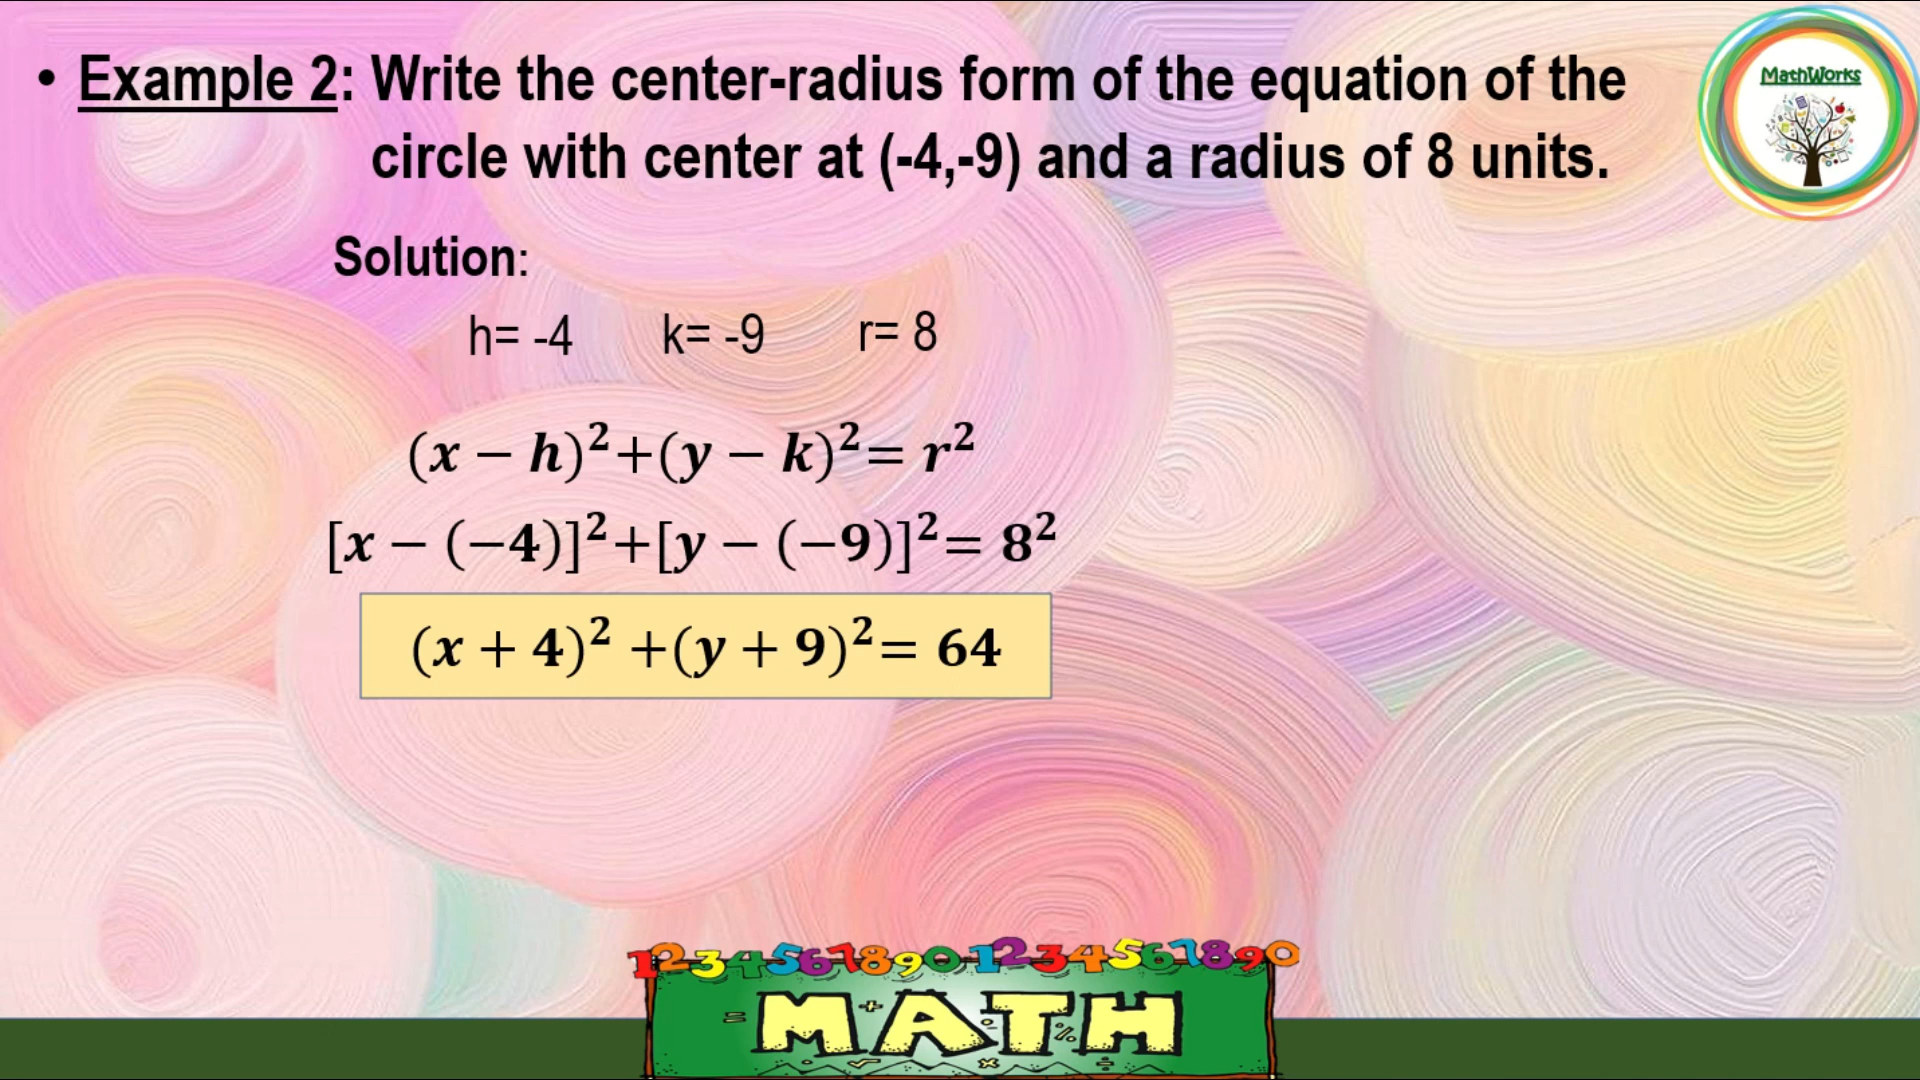 • Example 2: Write the center-radius form of the equation of the
circle with center at (-4,-9) and a radius of 8 units.
MathWorks
Solution:
h= -4 k= -9 r= 8
(x − h)²+(y − k)²= r²
[x − (−4)]²+[y − (−9)]²= 8²
(x + 4)² +(y + 9)²= 64
12345678901234567890
MATH